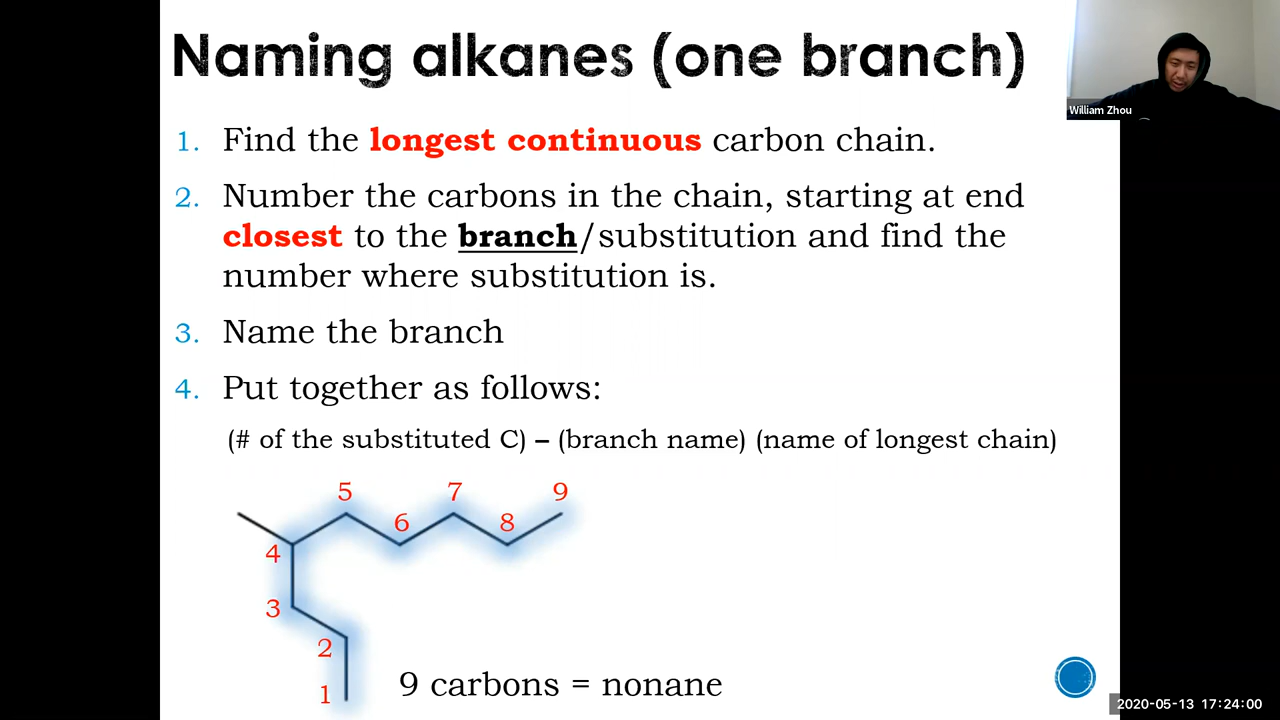 Naming alkanes (one branch)
William Zhou
1. Find the longest continuous carbon chain.
2. Number the carbons in the chain, starting at end
closest to the branch/substitution and find the
number where substitution is.
3. Name the branch
4. Put together as follows:
(# of the substituted C) – (branch name) (name of longest chain)
5 7 9
6 8
4
3
2
1
9 carbons = nonane
2020-05-13 17:24:00